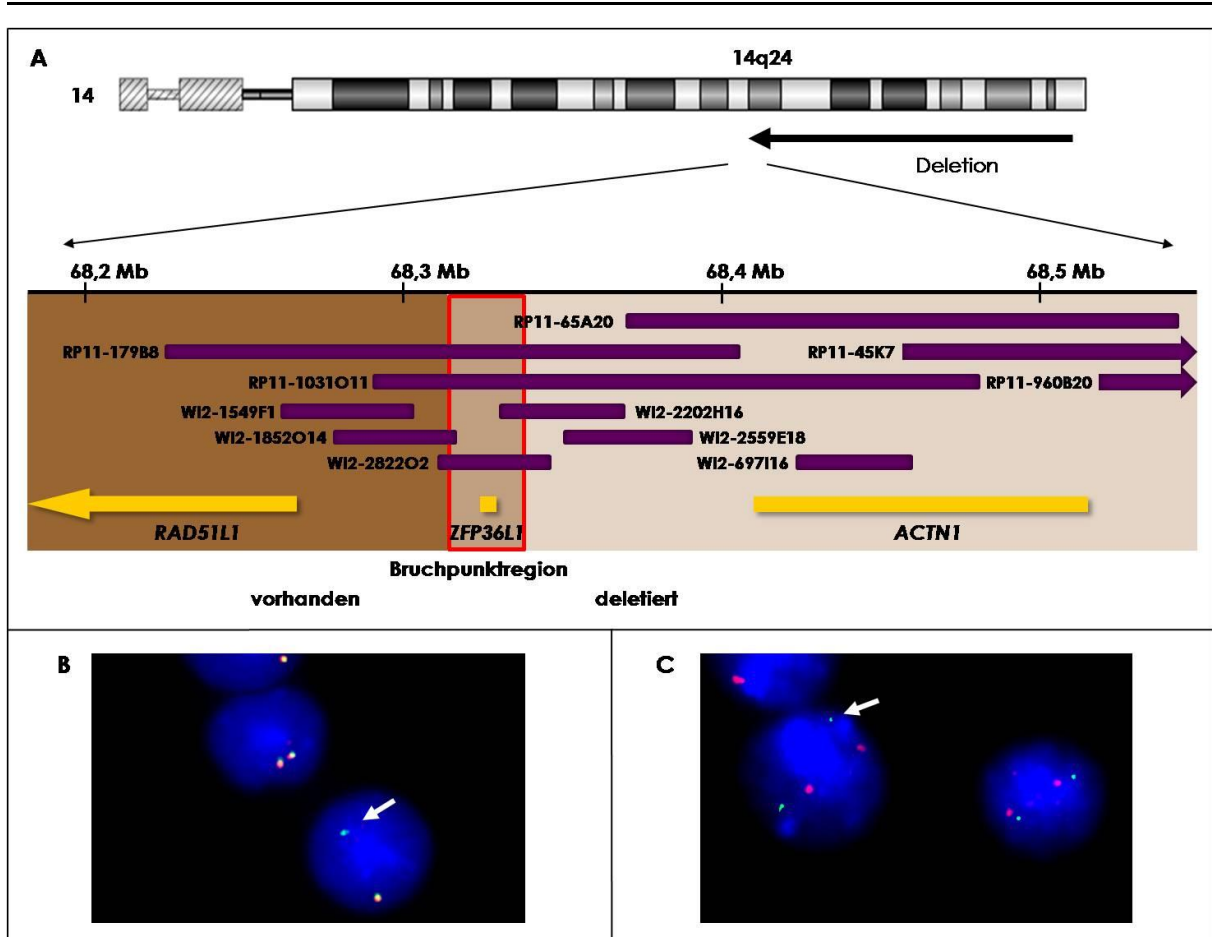 A
14q24
14
Deletion
68,2 Mb 68,3 Mb 68,4 Mb 68,5 Mb
RP11-65A20
RP11-179B8 RP11-45K7
RP11-1031O11 RP11-960B20
WI2-1549F1 WI2-2202H16
WI2-1852O14 WI2-2559E18
WI2-2822O2 WI2-697I16
RAD51L1 ZFP36L1 ACTN1
Bruchpunktregion
vorhanden deletiert
B C